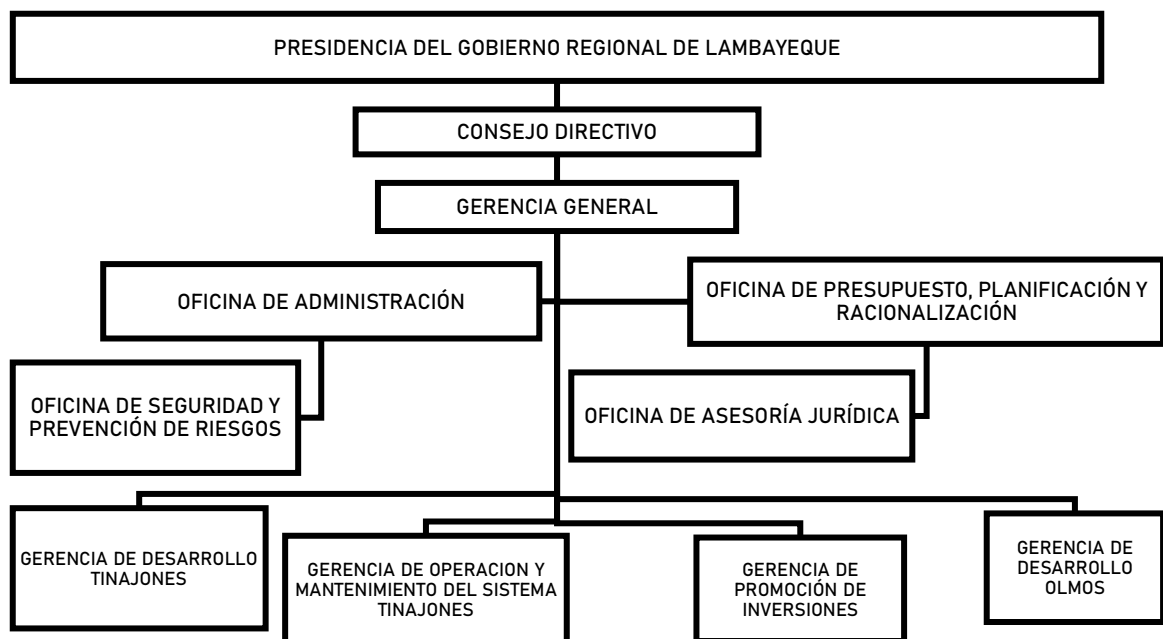 PRESIDENCIA DEL GOBIERNO REGIONAL DE LAMBAYEQUE
CONSEJO DIRECTIVO
GERENCIA GENERAL
OFICINA DE ADMINISTRACIÓN
OFICINA DE PRESUPUESTO, PLANIFICACIÓN Y
RACIONALIZACIÓN
OFICINA DE SEGURIDAD Y
PREVENCIÓN DE RIESGOS
OFICINA DE ASESORÍA JURÍDICA
GERENCIA DE DESARROLLO
TINAJONES
GERENCIA DE OPERACION Y
MANTENIMIENTO DEL SISTEMA
TINAJONES
GERENCIA DE
PROMOCIÓN DE
INVERSIONES
GERENCIA DE
DESARROLLO
OLMOS